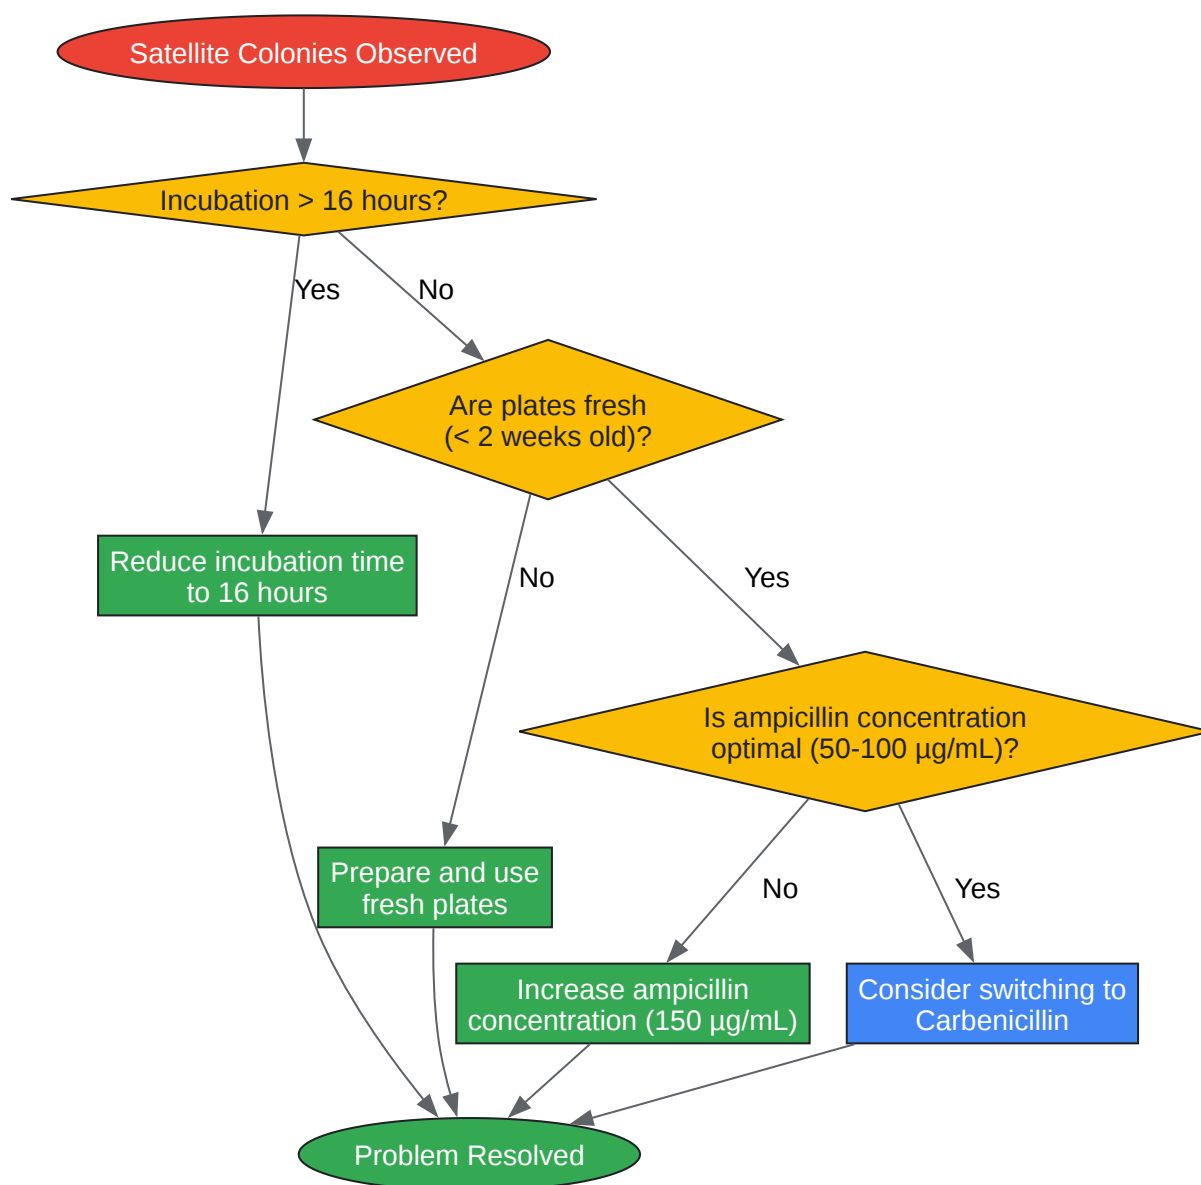 Satellite Colonies Observed
Incubation > 16 hours?
Yes
No
Are plates fresh
(< 2 weeks old)?
Reduce incubation time
to 16 hours
No
Yes
Is ampicillin concentration
optimal (50-100 µg/mL)?
Prepare and use
fresh plates
No
Yes
Increase ampicillin
concentration (150 µg/mL)
Consider switching to
Carbenicillin
Problem Resolved